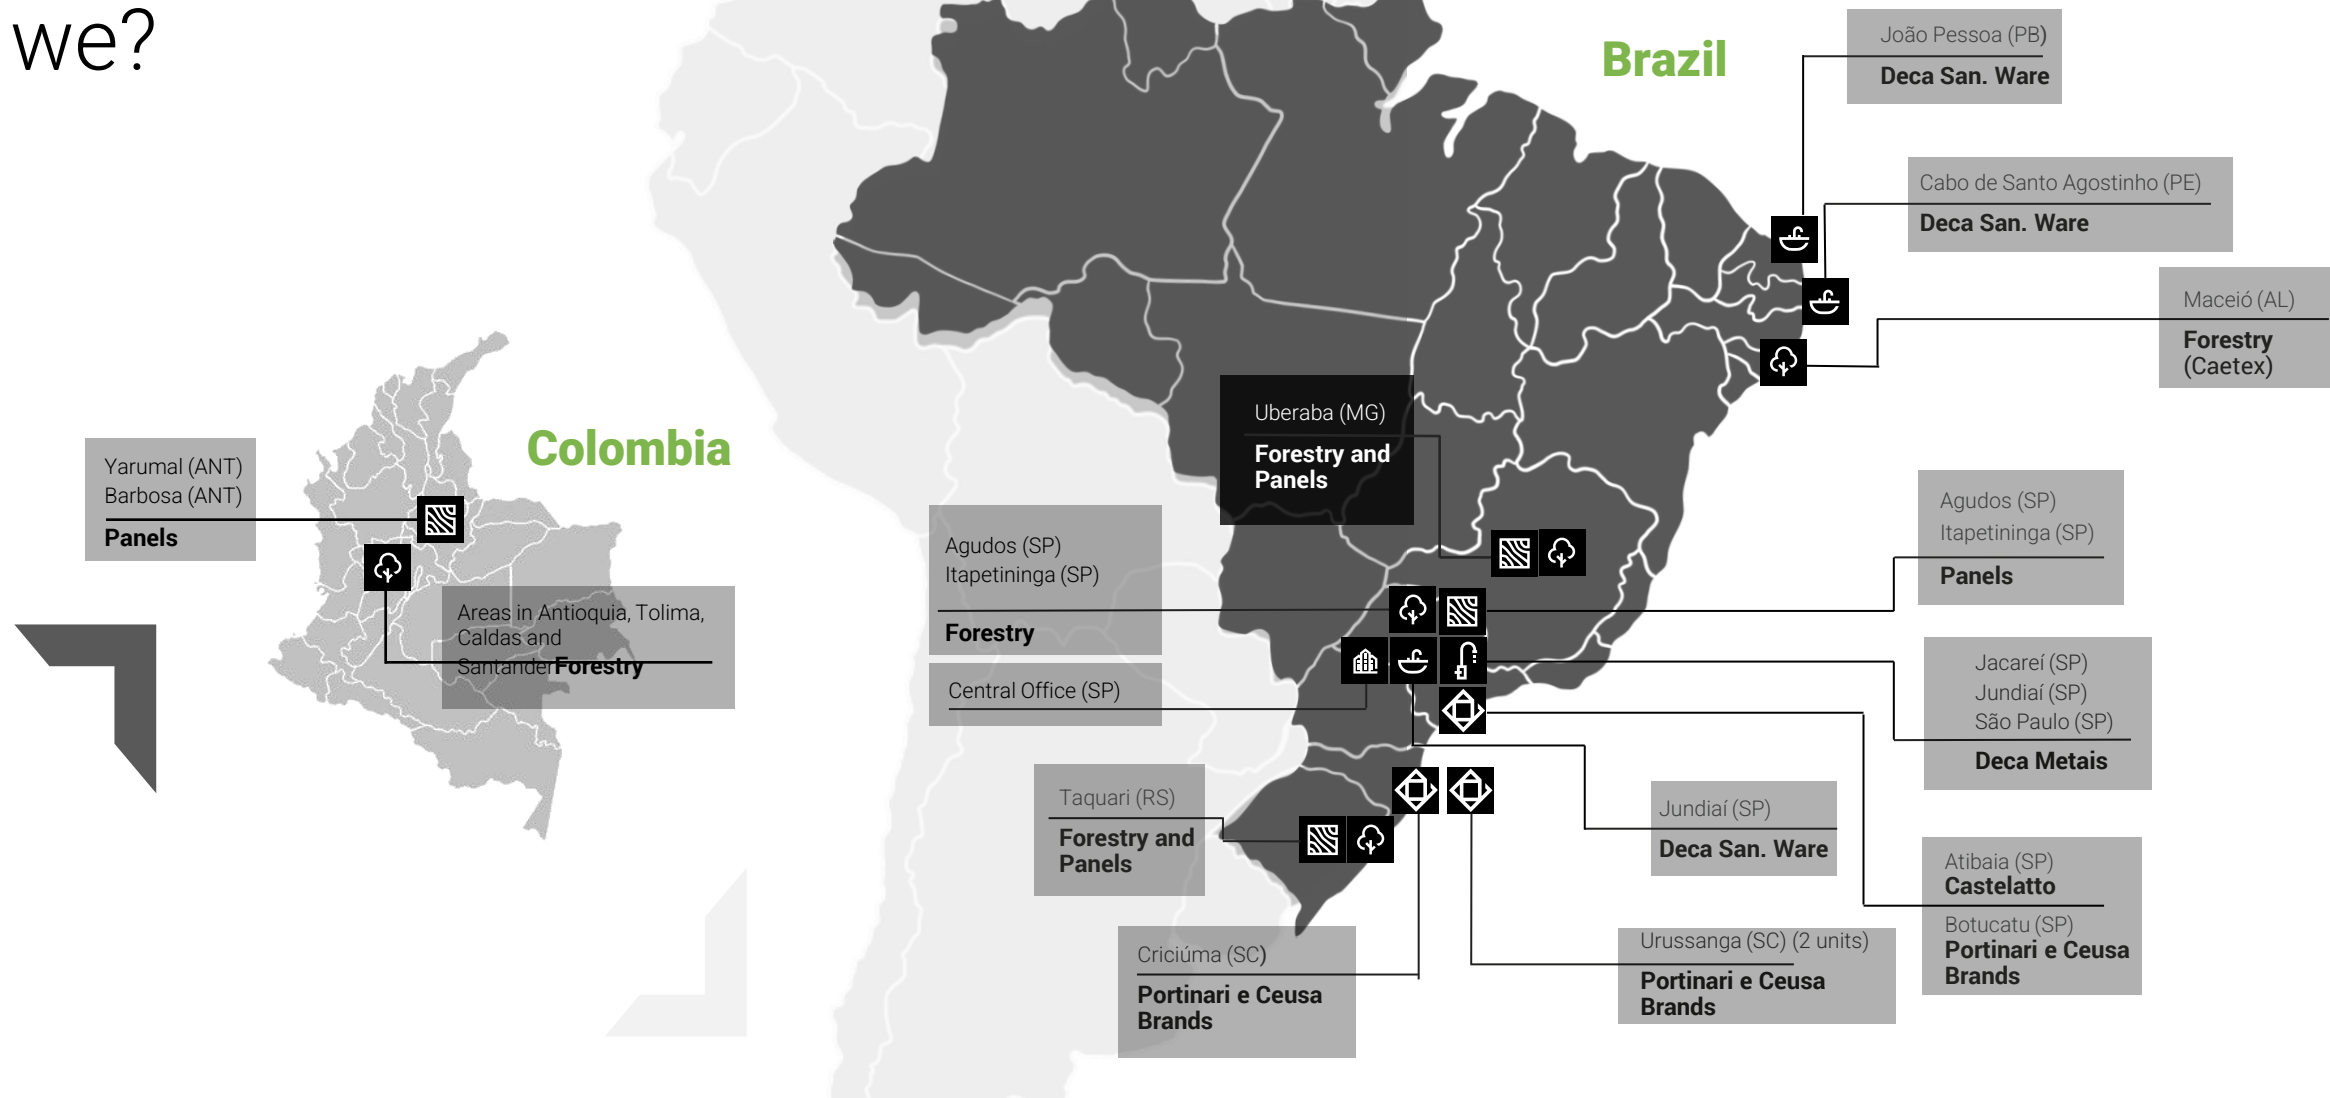 we?
Brazil
João Pessoa (PB)
Deca San. Ware
Cabo de Santo Agostinho (PE)
Deca San. Ware
Maceió (AL)
Forestry
(Caetex)
Colombia
Yarumal (ANT)
Barbosa (ANT)
Panels
Areas in Antioquia, Tolima,
Caldas and
SantanderForestry
Uberaba (MG)
Forestry and
Panels
Agudos (SP)
Itapetininga (SP)
Forestry
Central Office (SP)
Agudos (SP)
Itapetininga (SP)
Panels
Jacareí (SP)
Jundiaí (SP)
São Paulo (SP)
Deca Metais
Taquari (RS)
Forestry and
Panels
Jundiaí (SP)
Deca San. Ware
Atibaia (SP)
Castelatto
Botucatu (SP)
Portinari e Ceusa
Brands
Criciúma (SC)
Portinari e Ceusa
Brands
Urussanga (SC) (2 units)
Portinari e Ceusa
Brands